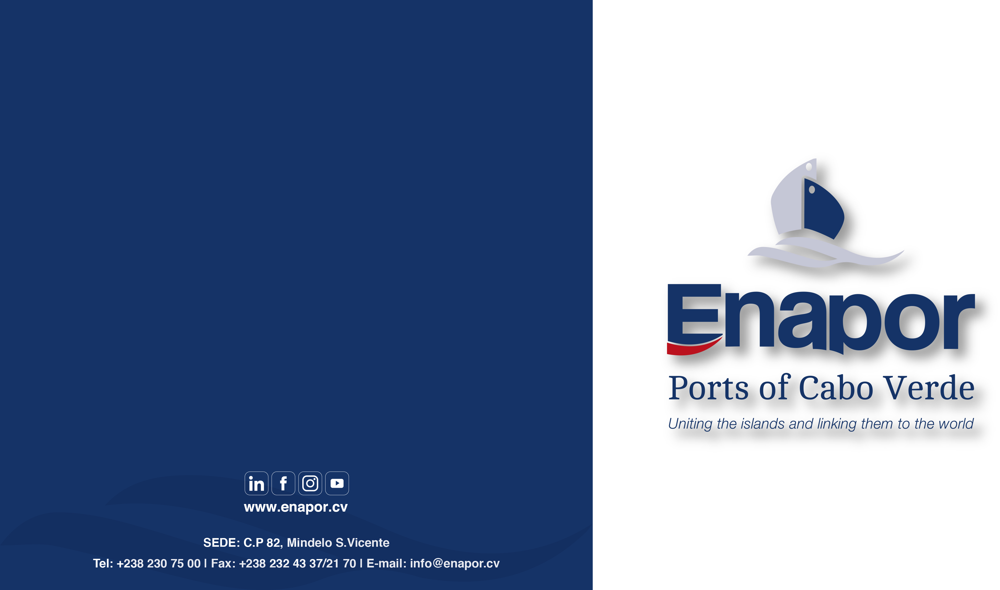 www.enapor.cv
SEDE: C.P 82, Mindelo S.Vicente
Tel: +238 230 75 00 | Fax: +238 232 43 37/21 70 | E-mail: info@enapor.cv
Enapor
Ports of Cabo Verde
Uniting the islands and linking them to the world